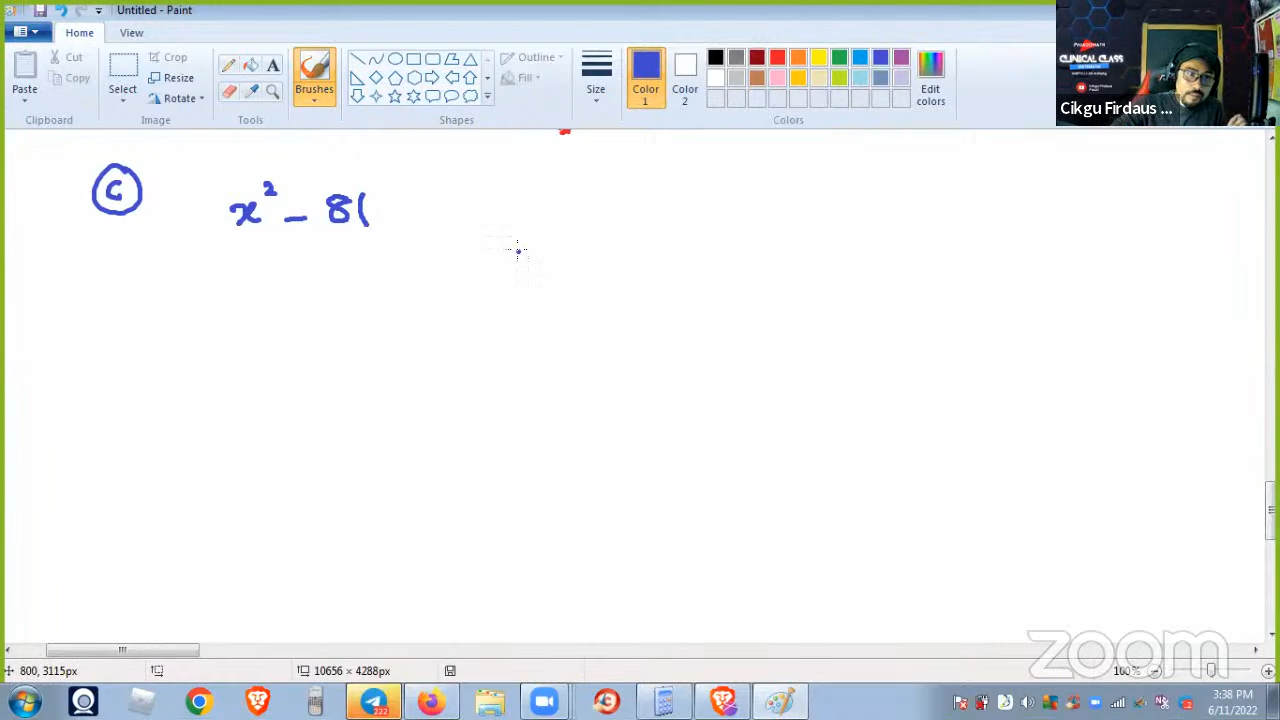 Untitled - Paint
Home View
Paste
Cut
Copy
Clipboard
Select
Crop
Resize
Rotate
Image
A
Tools
Brushes
Outline
Fill
Shapes
Size
Color 1
Color 2
Edit colors
Colors
CLINICAL CLASS
Cikgu Firdaus ...
C x² - 8(
zoom
800, 3115px
10656 × 4288px
100%
3:38 PM
6/11/2022